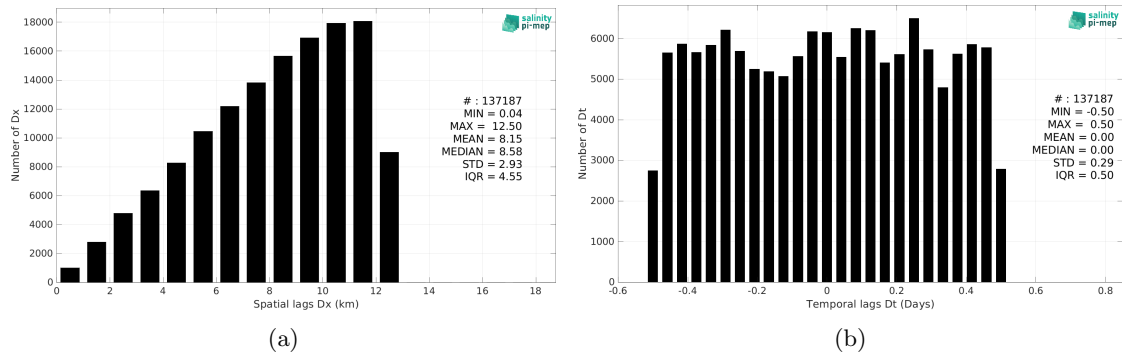 18000
16000
14000
12000
10000
8000
6000
4000
2000
0
Number of Dx
0 2 4 6 8 10 12 14 16 18
Spatial lags Dx (km)
salinity
pi-mep
# : 137187
MIN = 0.04
MAX = 12.50
MEAN = 8.15
MEDIAN = 8.58
STD = 2.93
IQR = 4.55
(a)
6000
5000
4000
3000
2000
1000
0
Number of Dt
-0.6 -0.4 -0.2 0 0.2 0.4 0.6 0.8
Temporal lags Dt (Days)
salinity
pi-mep
# : 137187
MIN = -0.50
MAX = 0.50
MEAN = 0.00
MEDIAN = 0.00
STD = 0.29
IQR = 0.50
(b)